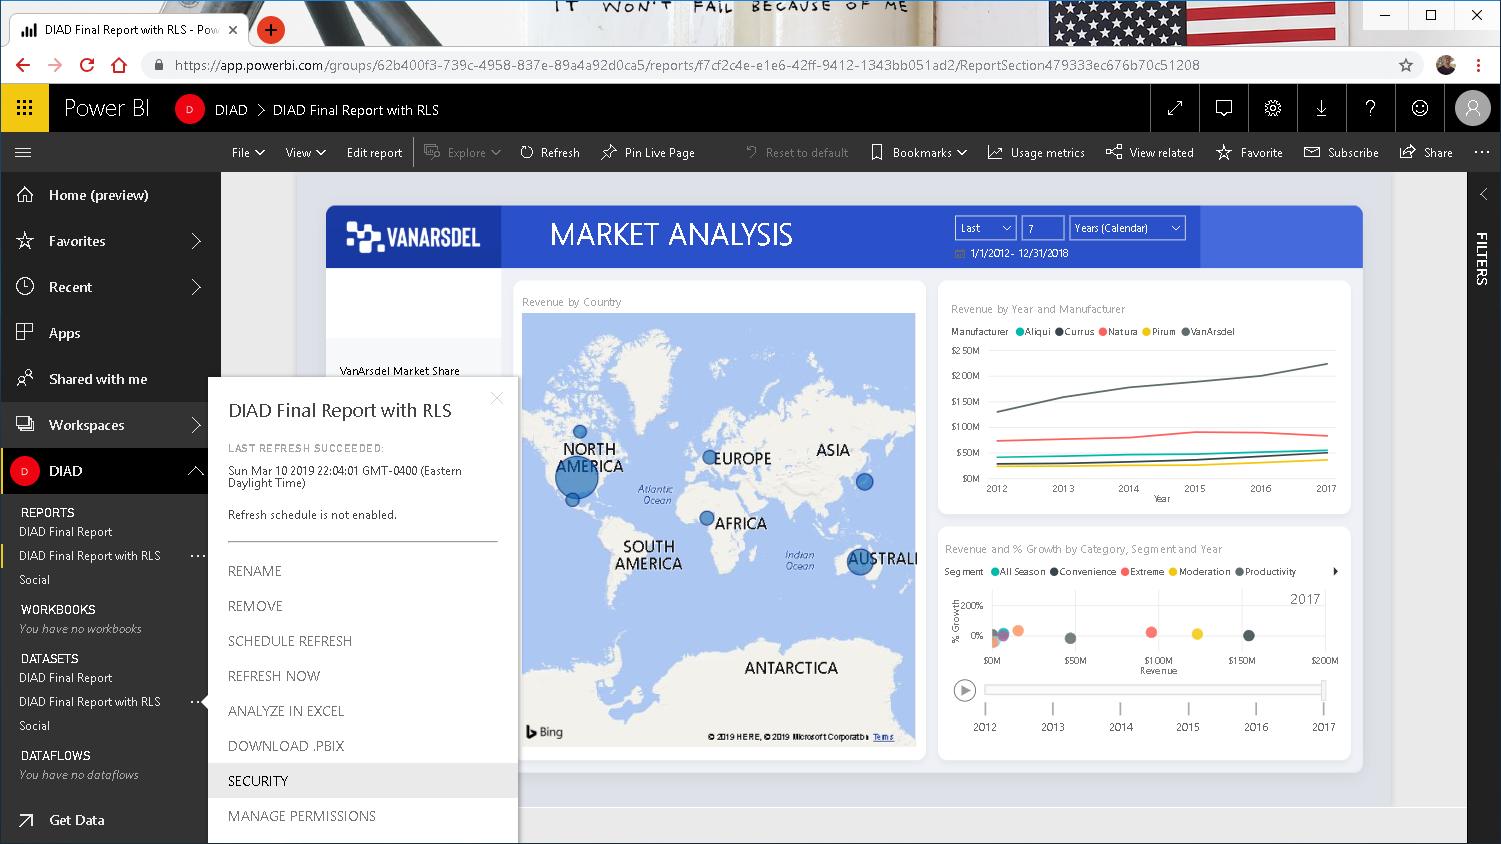 IT WON'T FAIL BECAUSE OF ME
DIAD Final Report with RLS - Pow
https://app.powerbi.com/groups/62b400f3-739c-4958-837e-89a4a92d0ca5/reports/f7cf2c4e-e1e6-42ff-9412-1343bb051ad2/ReportSection479333ec676b70c51208
Power BI D DIAD > DIAD Final Report with RLS
File View Edit report Explore Refresh Pin Live Page Reset to default Bookmarks Usage metrics View related Favorite Subscribe Share
Home (preview)
Favorites
Recent
Apps
Shared with me
Workspaces
D DIAD
REPORTS
DIAD Final Report
DIAD Final Report with RLS
Social
WORKBOOKS
You have no workbooks
DATASETS
DIAD Final Report
DIAD Final Report with RLS
Social
DATAFLOWS
You have no dataflows
Get Data
DIAD Final Report with RLS
LAST REFRESH SUCCEEDED:
Sun Mar 10 2019 22:04:01 GMT-0400 (Eastern
Daylight Time)
Refresh schedule is not enabled.
RENAME
REMOVE
SCHEDULE REFRESH
REFRESH NOW
ANALYZE IN EXCEL
DOWNLOAD .PBIX
SECURITY
MANAGE PERMISSIONS
VANARSDEL
MARKET ANALYSIS
Last 7 Years (Calendar)
1/1/2012 - 12/31/2018
VanArsdel Market Share
Revenue by Country
NORTH
AMERICA
EUROPE
ASIA
Atlantic
Ocean
AFRICA
SOUTH
AMERICA
Indian
Ocean
AUSTRALI
ANTARCTICA
Bing
© 2019 HERE, © 2019 Microsoft Corporation Terms
Revenue by Year and Manufacturer
Manufacturer Aliqui Currus Natura Pirum VanArsdel
$250M
$200M
$150M
$100M
$50M
$0M
2012 2013 2014 2015 2016 2017
Year
Revenue and % Growth by Category, Segment and Year
Segment All Season Convenience Extreme Moderation Productivity
2017
% Growth
200%
0%
$0M $50M $100M $150M $200M
Revenue
2012 2013 2014 2015 2016 2017
FILTERS